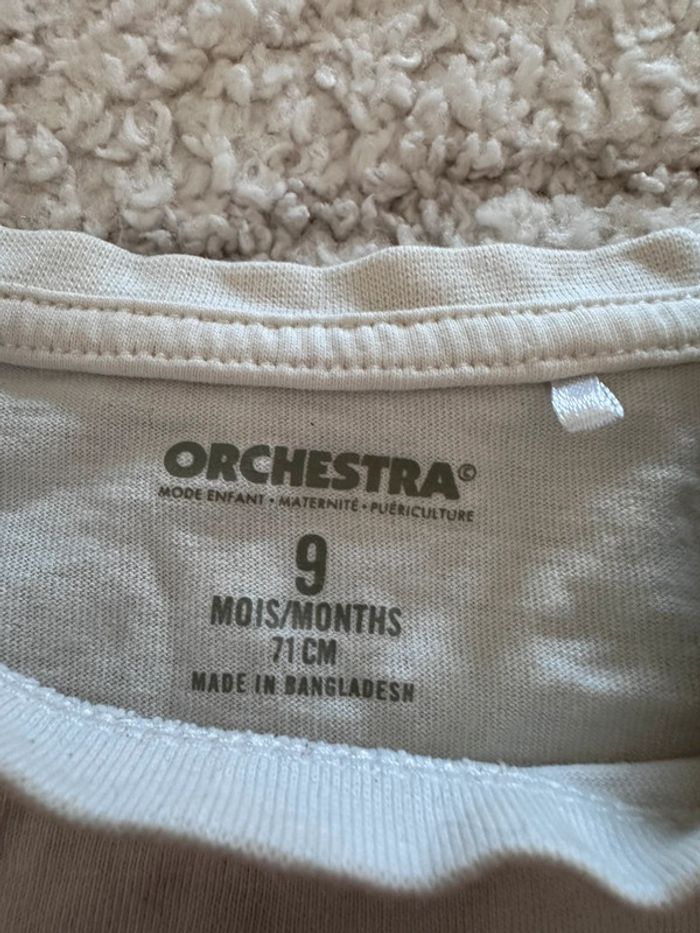 ORCHESTRA©
MODE ENFANT • MATERNITÉ • PUÉRICULTURE
9
MOIS/MONTHS
71 CM
MADE IN BANGLADESH